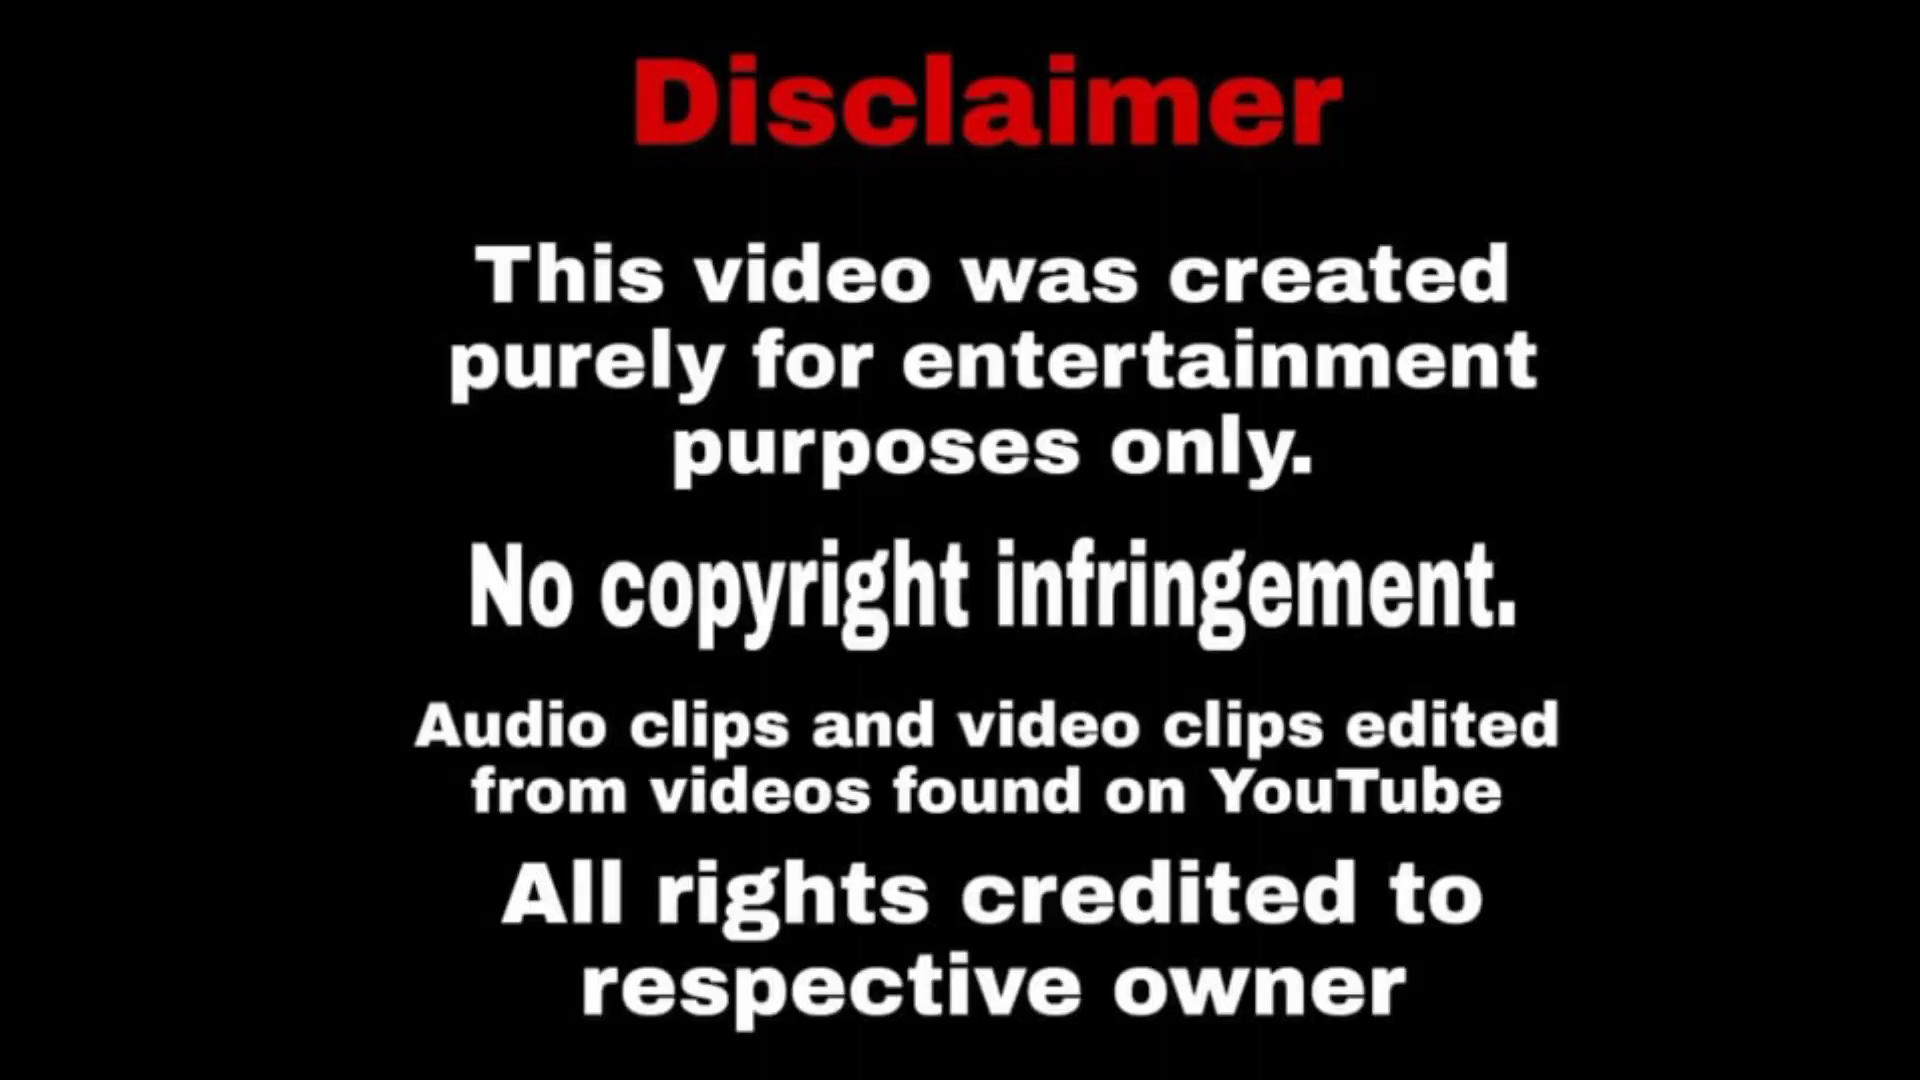 Disclaimer
This video was created
purely for entertainment
purposes only.
No copyright infringement.
Audio clips and video clips edited
from videos found on YouTube
All rights credited to
respective owner